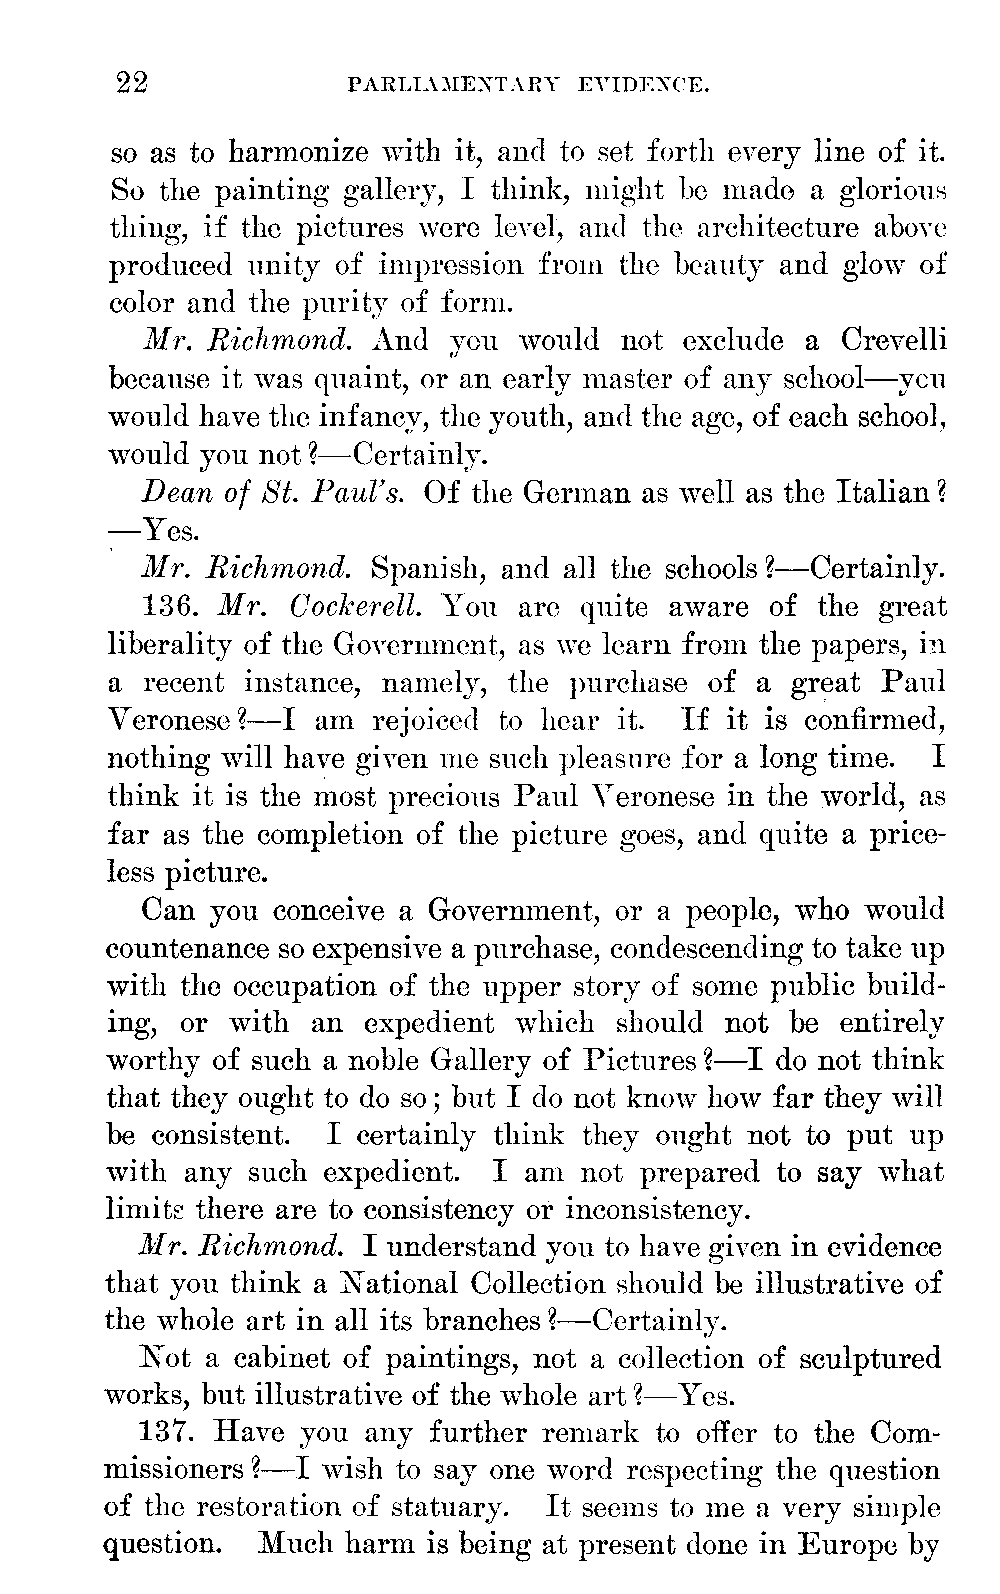 22 PARLIAMENTARY EVIDENCE.
so as to harmonize with it, and to set forth every line of it.
So the painting gallery, I think, might be made a glorious
thing, if the pictures were level, and the architecture above
produced unity of impression from the beauty and glow of
color and the purity of form.
Mr. Richmond. And you would not exclude a Crevelli
because it was quaint, or an early master of any school—you
would have the infancy, the youth, and the age, of each school,
would you not?—Certainly.
Dean of St. Paul's. Of the German as well as the Italian?
—Yes.
Mr. Richmond. Spanish, and all the schools?—Certainly.
136. Mr. Cockerell. You are quite aware of the great
liberality of the Government, as we learn from the papers, in
a recent instance, namely, the purchase of a great Paul
Veronese?—I am rejoiced to hear it. If it is confirmed,
nothing will have given me such pleasure for a long time. I
think it is the most precious Paul Veronese in the world, as
far as the completion of the picture goes, and quite a price-
less picture.
Can you conceive a Government, or a people, who would
countenance so expensive a purchase, condescending to take up
with the occupation of the upper story of some public build-
ing, or with an expedient which should not be entirely
worthy of such a noble Gallery of Pictures?—I do not think
that they ought to do so; but I do not know how far they will
be consistent. I certainly think they ought not to put up
with any such expedient. I am not prepared to say what
limits there are to consistency or inconsistency.
Mr. Richmond. I understand you to have given in evidence
that you think a National Collection should be illustrative of
the whole art in all its branches?—Certainly.
Not a cabinet of paintings, not a collection of sculptured
works, but illustrative of the whole art?—Yes.
137. Have you any further remark to offer to the Com-
missioners?—I wish to say one word respecting the question
of the restoration of statuary. It seems to me a very simple
question. Much harm is being at present done in Europe by